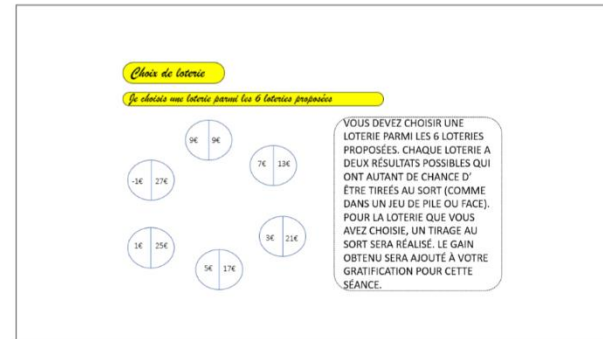 Choix de loterie
Je choisis une loterie parmi les 6 loteries proposées
9€ 9€
7€ 13€
-1€ 27€
3€ 21€
1€ 25€
5€ 17€
VOUS DEVEZ CHOISIR UNE
LOTERIE PARMI LES 6 LOTERIES
PROPOSÉES. CHAQUE LOTERIE A
DEUX RÉSULTATS POSSIBLES QUI
ONT AUTANT DE CHANCE D'
ÊTRE TIREÉS AU SORT (COMME
DANS UN JEU DE PILE OU FACE).
POUR LA LOTERIE QUE VOUS
AVEZ CHOISIE, UN TIRAGE AU
SORT SERA RÉALISÉ. LE GAIN
OBTENU SERA AJOUTÉ À VOTRE
GRATIFICATION POUR CETTE
SÉANCE.